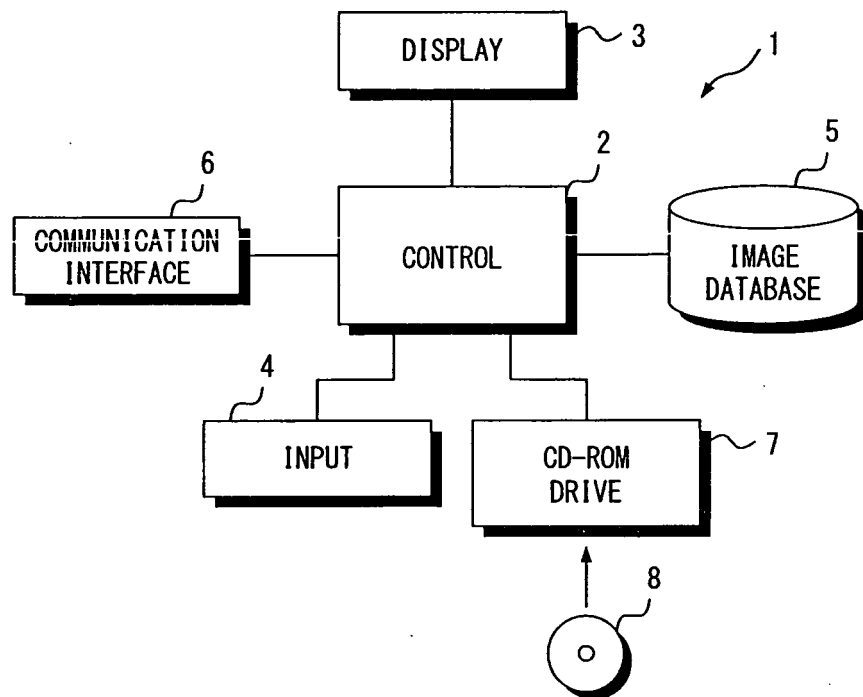 DISPLAY
3
1
2
5
6
COMMUNICATION
INTERFACE
CONTROL
IMAGE
DATABASE
4
INPUT
7
CD-ROM
DRIVE
8